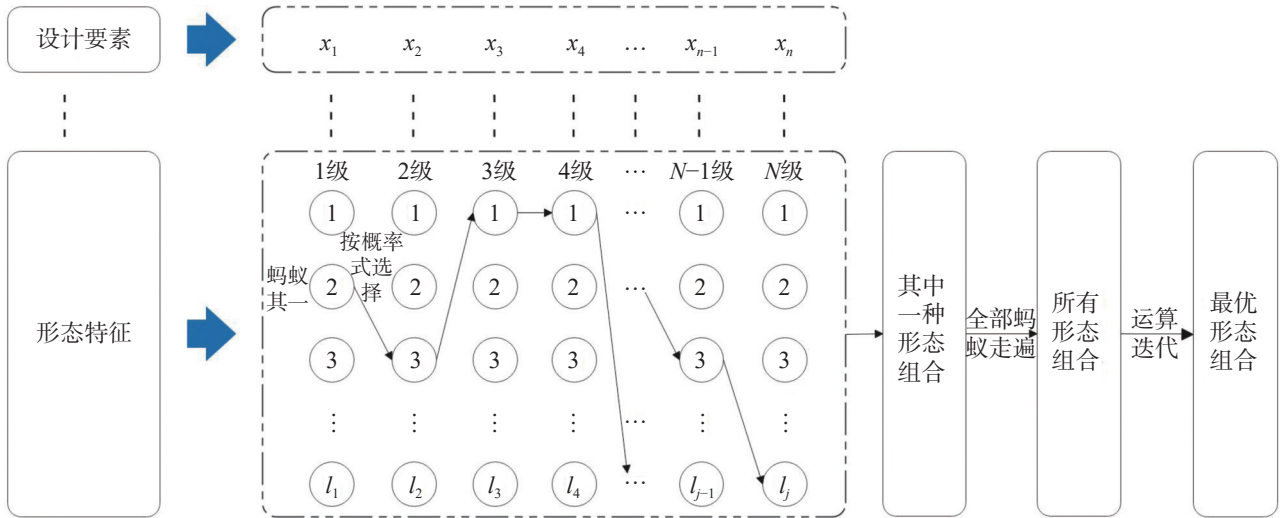 设计要素
x₁ x₂ x₃ x₄ … xₙ₋₁ xₙ
形态特征
1级 2级 3级 4级 … N−1级 N级
1 1 1 1 … 1 1
按概率
式选择
蚂蚁
其一
2 2 2 2 … 2 2
3 3 3 3 3 3
⋮ ⋮ ⋮ ⋮ … ⋮ ⋮
l₁ l₂ l₃ l₄ … lⱼ₋₁ lⱼ
其中
一种
形态
组合
全部蚂
蚁走遍
所有
形态
组合
运算
迭代
最优
形态
组合